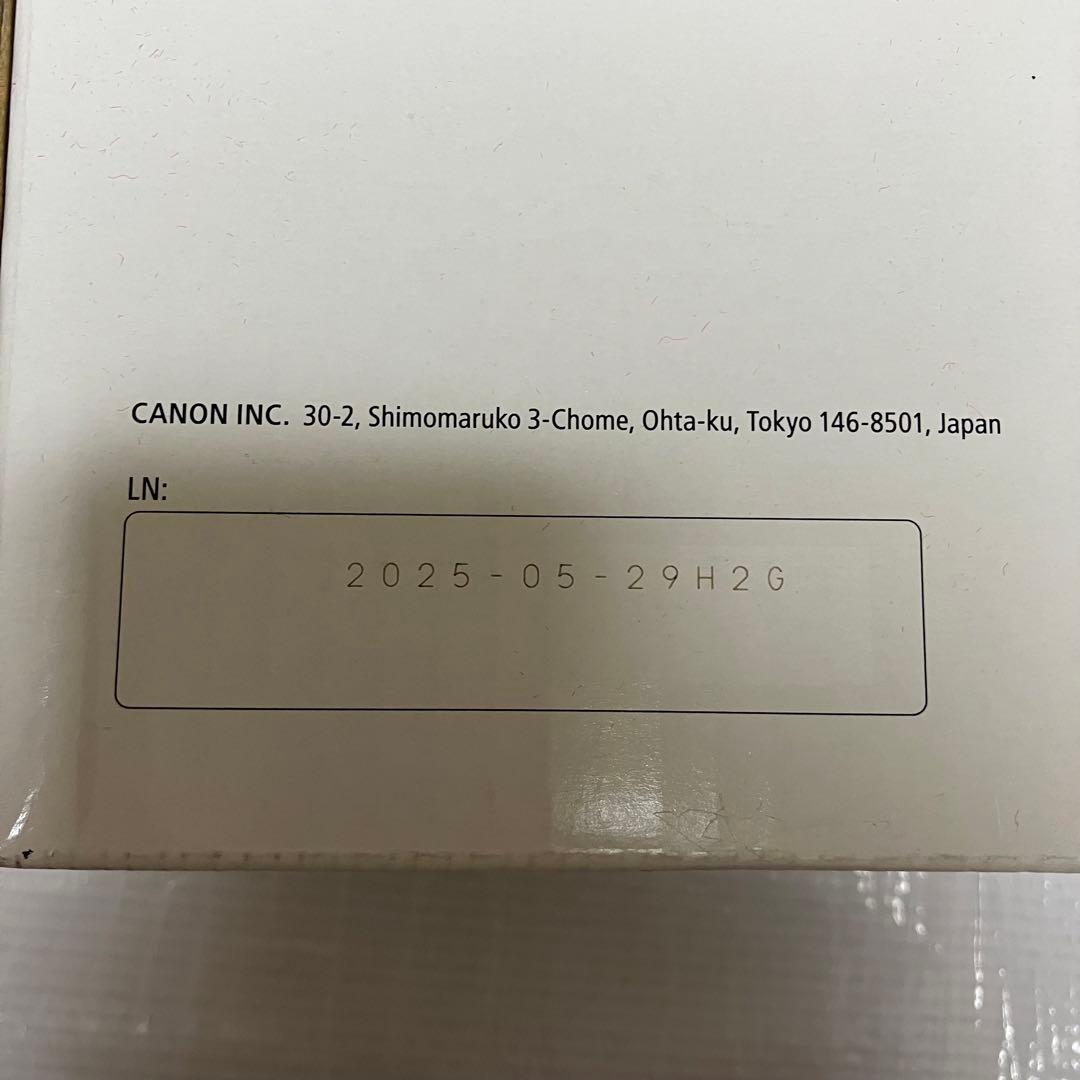 CANON INC. 30-2, Shimomaruko 3-Chome, Ohta-ku, Tokyo 146-8501, Japan
LN:
2025-05-29H2G